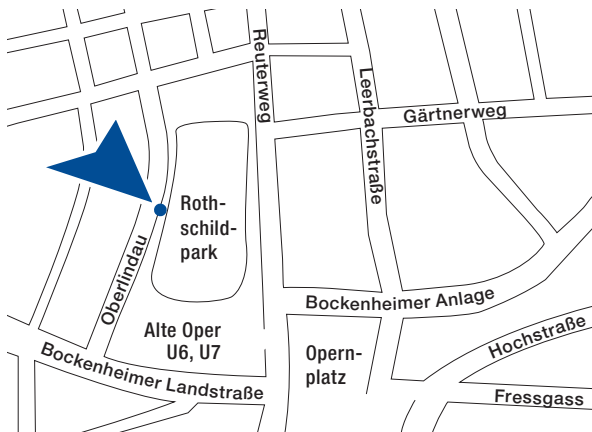 Reuterweg
Leerbachstraße
Gärtnerweg
Roth-
schild-
park
Oberlindau
Bockenheimer Anlage
Alte Oper
U6, U7
Opern-
platz
Hochstraße
Bockenheimer Landstraße
Fressgass